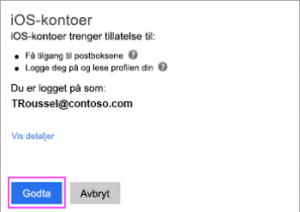 iOS-kontoer
iOS-kontoer trenger tillatelse til:
• Få tilgang til postboksene ?
• Logge deg på og lese profilen din ?
Du er logget på som:
TRoussel@contoso.com
Vis detaljer
Godta Avbryt